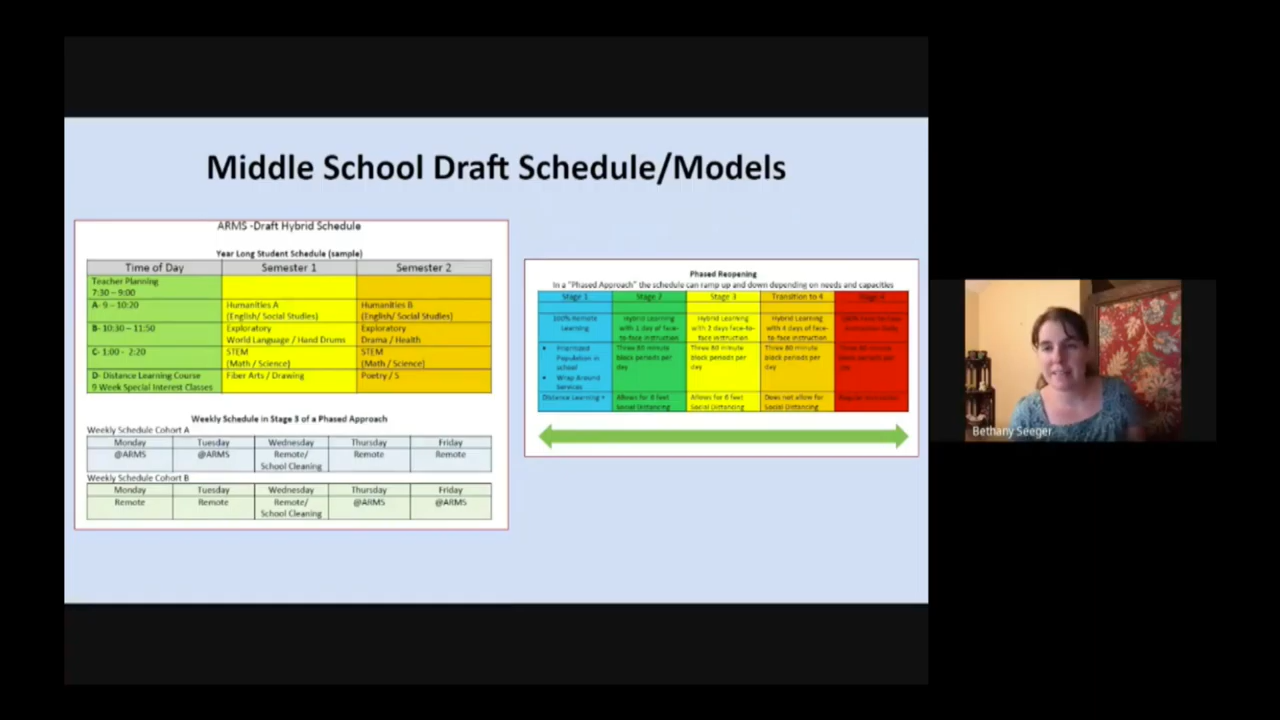 Middle School Draft Schedule/Models
ARMS -Draft Hybrid Schedule
Year Long Student Schedule (sample)
Time of Day Semester 1 Semester 2
Teacher Planning
7:30 – 9:00
A- 9 – 10:20 Humanities A Humanities B
(English/ Social Studies) (English/ Social Studies)
B- 10:30 – 11:50 Exploratory Exploratory
World Language / Hand Drums Drama / Health
C- 1:00 - 2:20 STEM STEM
(Math / Science) (Math / Science)
D- Distance Learning Course Fiber Arts / Drawing Poetry / S
9 Week Special Interest Classes
Weekly Schedule in Stage 3 of a Phased Approach
Weekly Schedule Cohort A
Monday Tuesday Wednesday Thursday Friday
@ARMS @ARMS Remote/ Remote Remote
School Cleaning
Weekly Schedule Cohort B
Monday Tuesday Wednesday Thursday Friday
Remote Remote Remote/ @ARMS @ARMS
School Cleaning
Phased Reopening
In a "Phased Approach" the schedule can ramp up and down depending on needs and capacities
Stage 1 Stage 2 Stage 3 Transition to 4 Stage 4
100% Remote Hybrid Learning Hybrid Learning Hybrid Learning
Learning with 1 day of face- with 2 days face-to- with 4 days of face-
to-face instruction face instruction to-face instruction
• Prioritized Three 80 minute Three 80 minute Three 80 minute
Population in block periods per block periods per block periods per
school day day day
• Wrap Around
Services
Distance Learning + Allows for 6 feet Allows for 6 feet Does not allow for
Social Distancing Social Distancing Social Distancing
Bethany Seeger